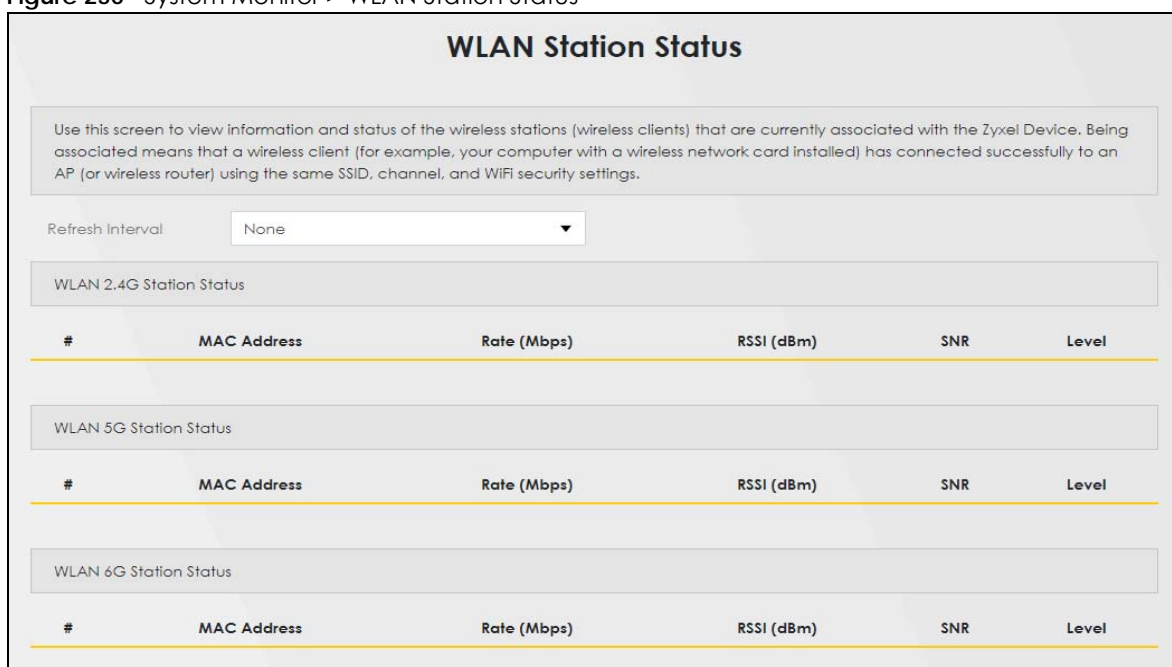 System Monitor > WLAN Station Status
WLAN Station Status
Use this screen to view information and status of the wireless stations (wireless clients) that are currently associated with the Zyxel Device. Being
associated means that a wireless client (for example, your computer with a wireless network card installed) has connected successfully to an
AP (or wireless router) using the same SSID, channel, and WiFi security settings.
Refresh Interval None
WLAN 2.4G Station Status
# MAC Address Rate (Mbps) RSSI (dBm) SNR Level
WLAN 5G Station Status
# MAC Address Rate (Mbps) RSSI (dBm) SNR Level
WLAN 6G Station Status
# MAC Address Rate (Mbps) RSSI (dBm) SNR Level